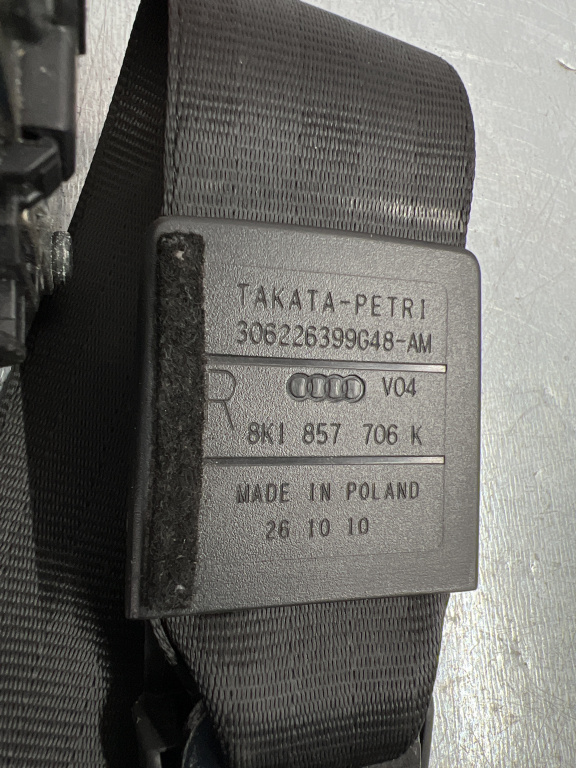 TAKATA-PETRI
306226399G48-AM
R V04
8K1 857 706 K
MADE IN POLAND
26 10 10